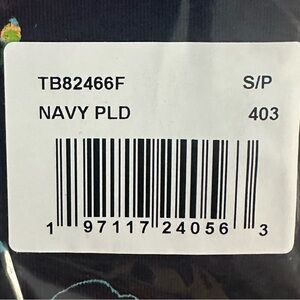 TB82466F S/P
NAVY PLD 403
1 97117 24056 3